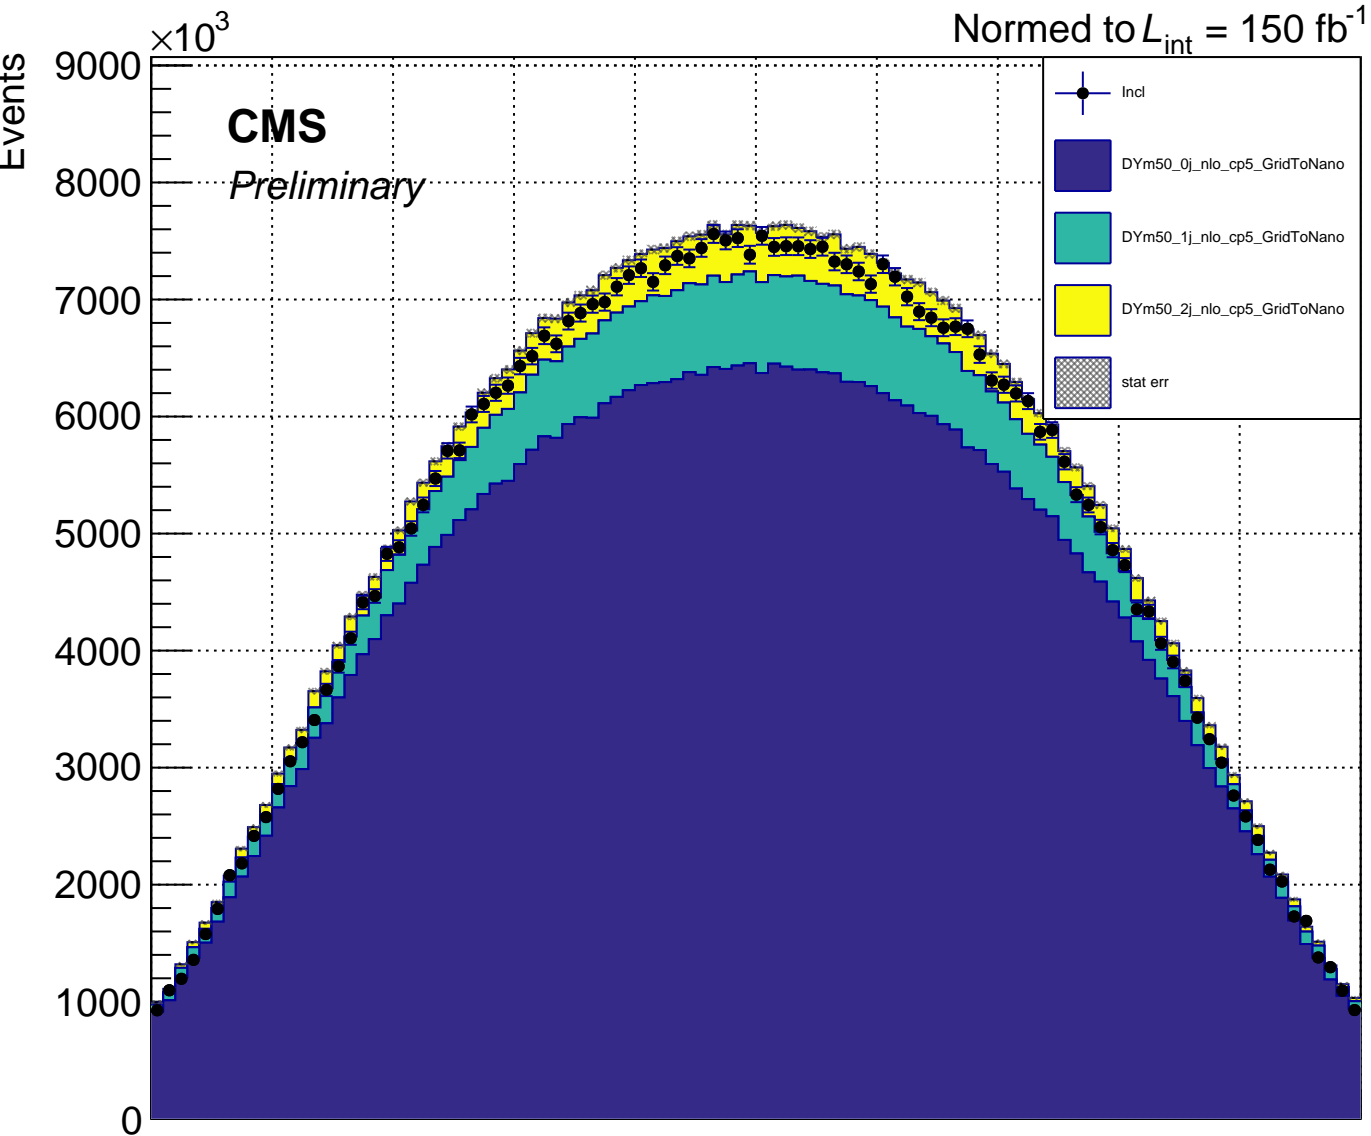 ×10³
Normed to L_int = 150 fb⁻¹
Events
9000
8000
7000
6000
5000
4000
3000
2000
1000
0
CMS
Preliminary
Incl
DYm50_0j_nlo_cp5_GridToNano
DYm50_1j_nlo_cp5_GridToNano
DYm50_2j_nlo_cp5_GridToNano
stat err